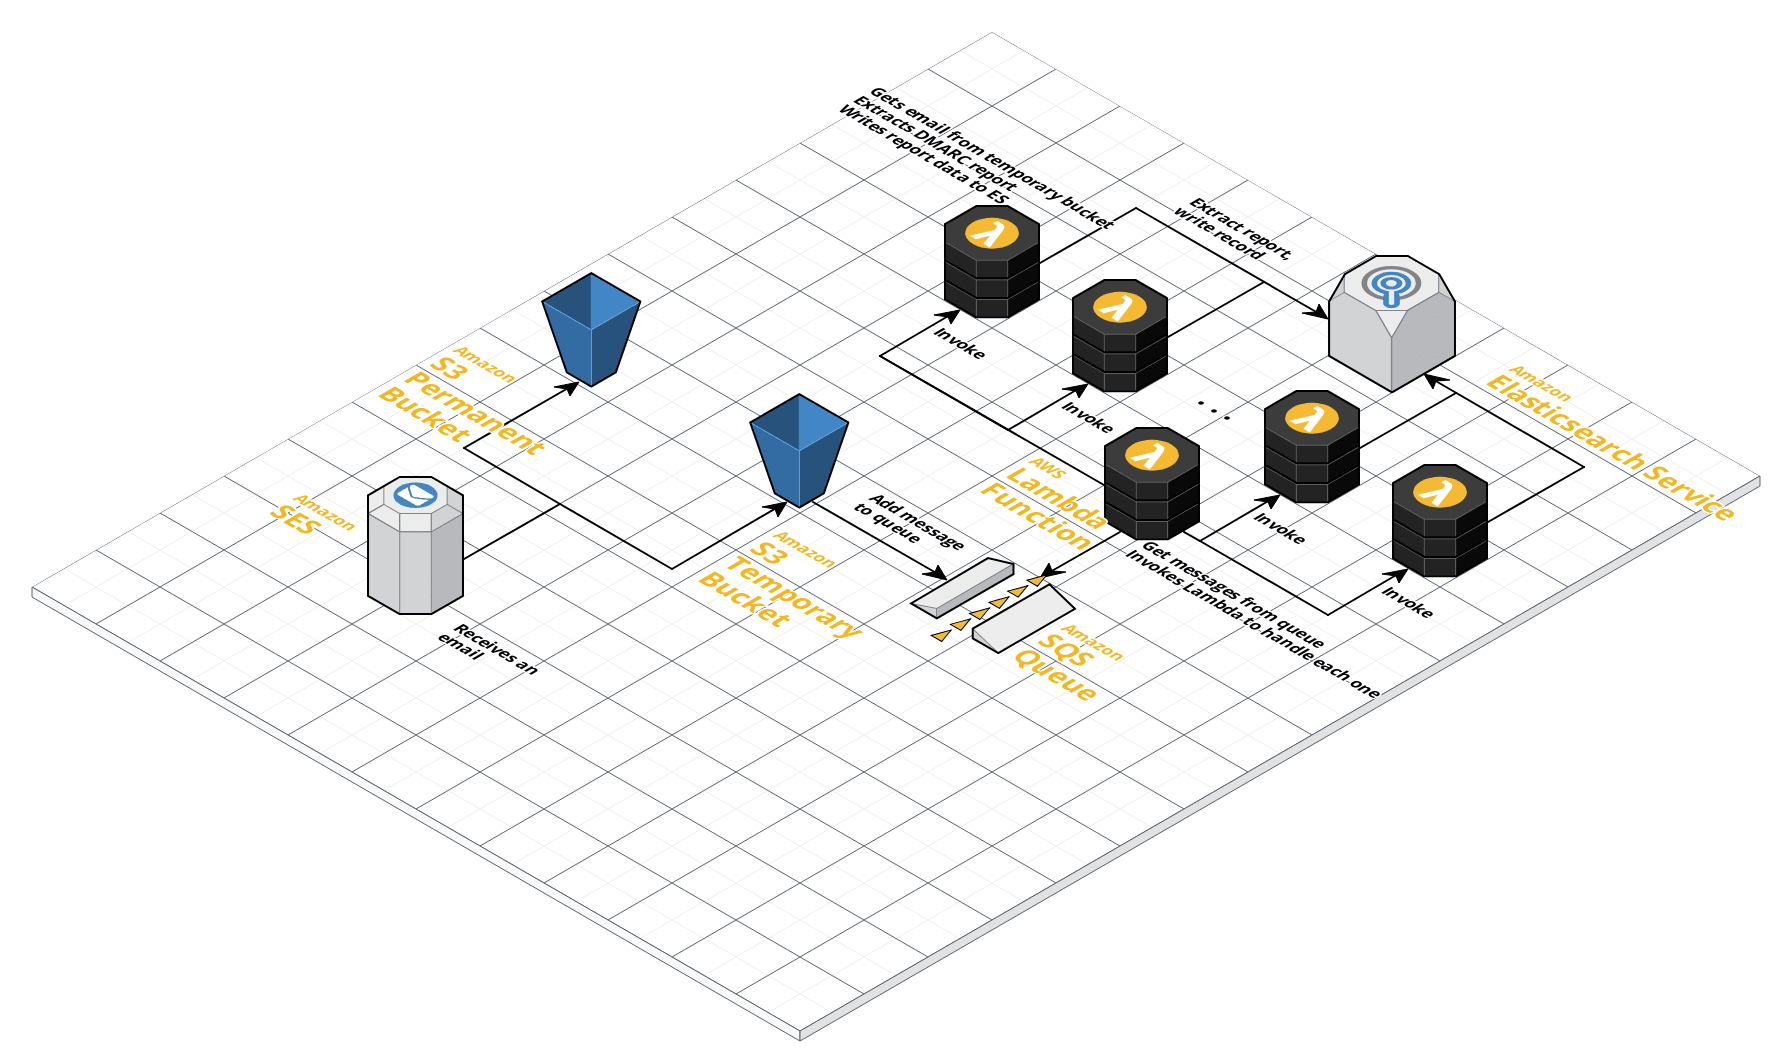 Gets email from temporary bucket
Extracts DMARC report
Writes report data to ES
Extract report,
write record
Invoke
Invoke
Amazon
S3
Permanent
Bucket
Amazon
Elasticsearch Service
AWS
Lambda
Function
Invoke
Invoke
Add message
to queue
Amazon
SES
Amazon
S3
Temporary
Bucket
Get messages from queue
Invokes Lambda to handle each one
Receives an
email
Amazon
SQS
Queue